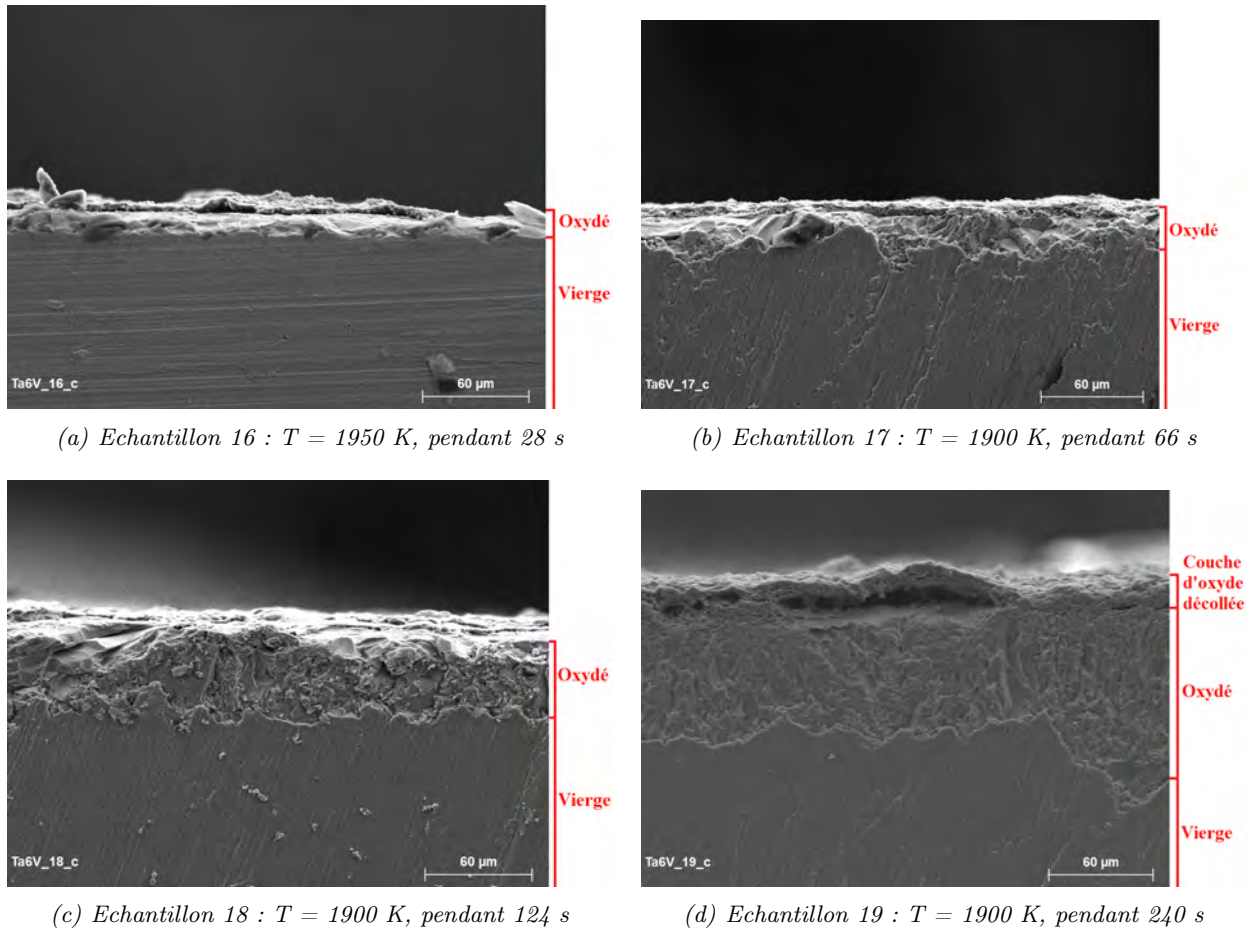 Oxydé
Vierge
Ta6V_16_c
60 µm
(a) Echantillon 16 : T = 1950 K, pendant 28 s
Oxydé
Vierge
Ta6V_17_c
60 µm
(b) Echantillon 17 : T = 1900 K, pendant 66 s
Oxydé
Vierge
Ta6V_18_c
60 µm
(c) Echantillon 18 : T = 1900 K, pendant 124 s
Couche
d'oxyde
décollée
Oxydé
Vierge
Ta6V_19_c
60 µm
(d) Echantillon 19 : T = 1900 K, pendant 240 s